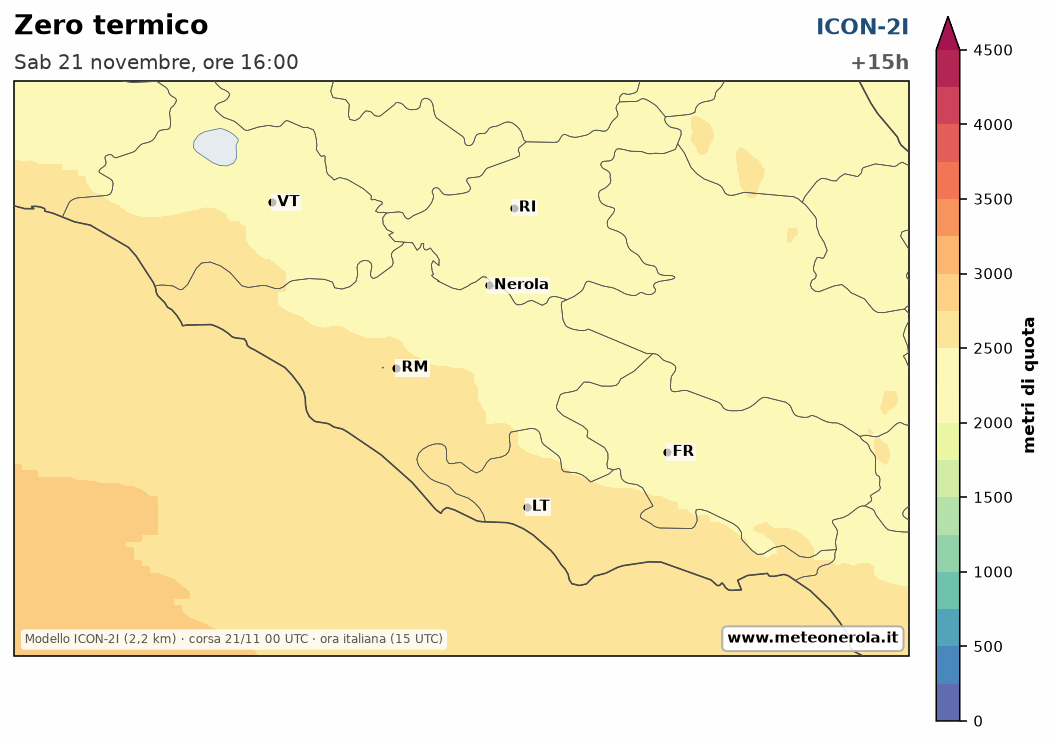 Zero termico
ICON-2I
Sab 21 novembre, ore 16:00
+15h
4500
4000
3500
3000
2500
2000
1500
1000
500
0
metri di quota
VT
RI
Nerola
RM
FR
LT
Modello ICON-2I (2,2 km) · corsa 21/11 00 UTC · ora italiana (15 UTC)
www.meteonerola.it